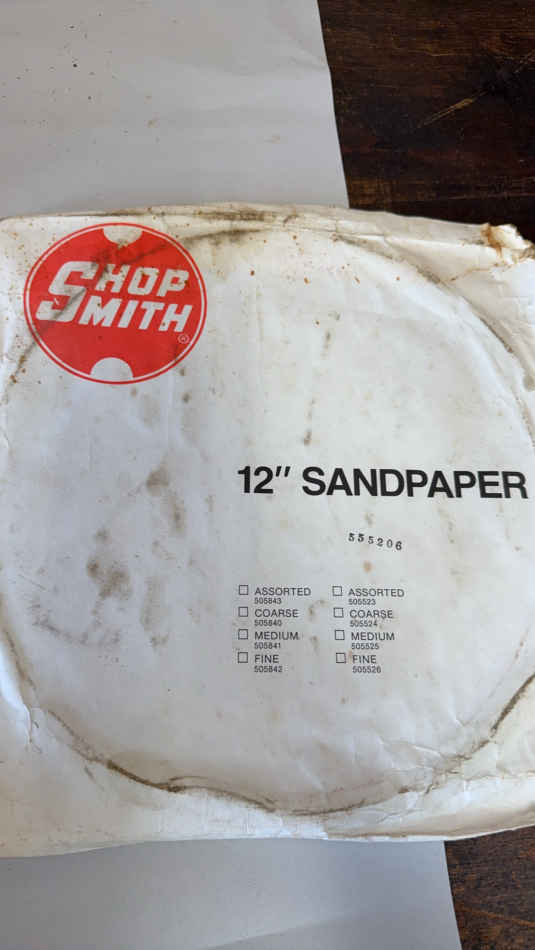 SHOP
SMITH®
12" SANDPAPER
555206
ASSORTED
505843
COARSE
505840
MEDIUM
505841
FINE
505842
ASSORTED
505523
COARSE
505524
MEDIUM
505525
FINE
505526